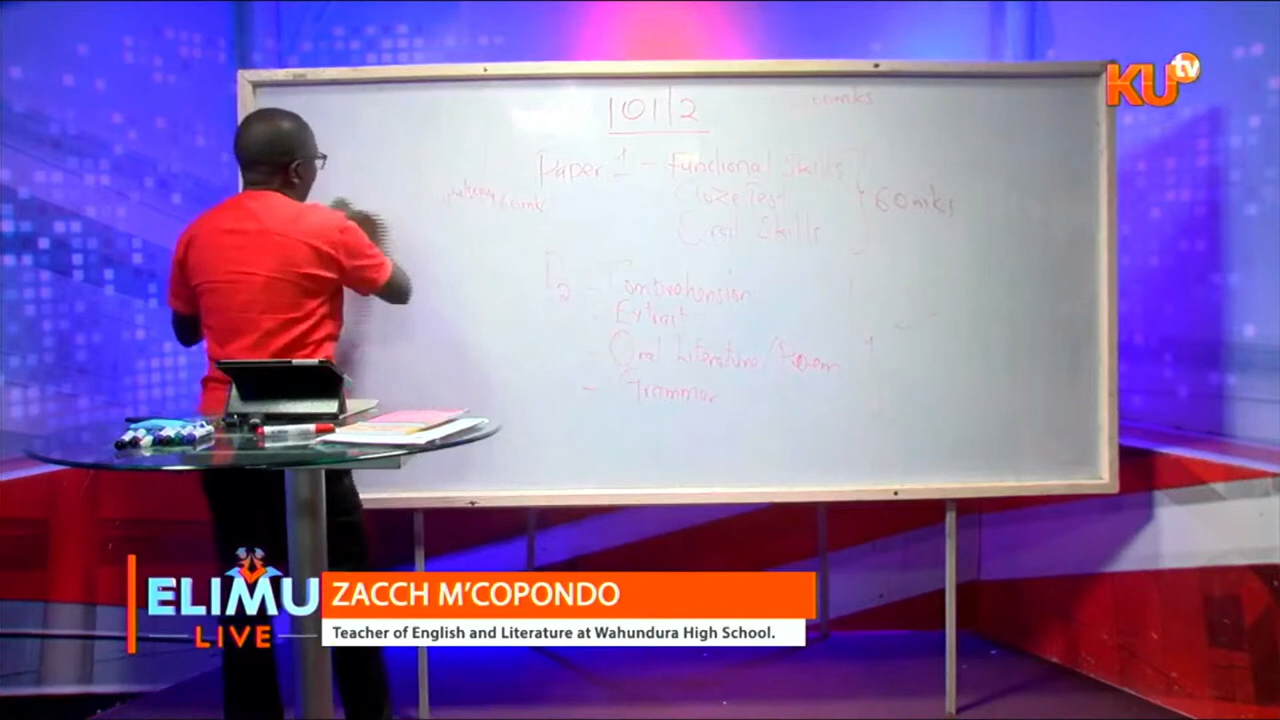 KU tv
101/2
Paper 1 - Functional Skills
Cloze Test
60mks
Oral Skills
P2 - Comprehension
- Extract
- Oral Literature/Poem
- Grammar
ELIMU
LIVE
ZACCH M'COPONDO
Teacher of English and Literature at Wahundura High School.